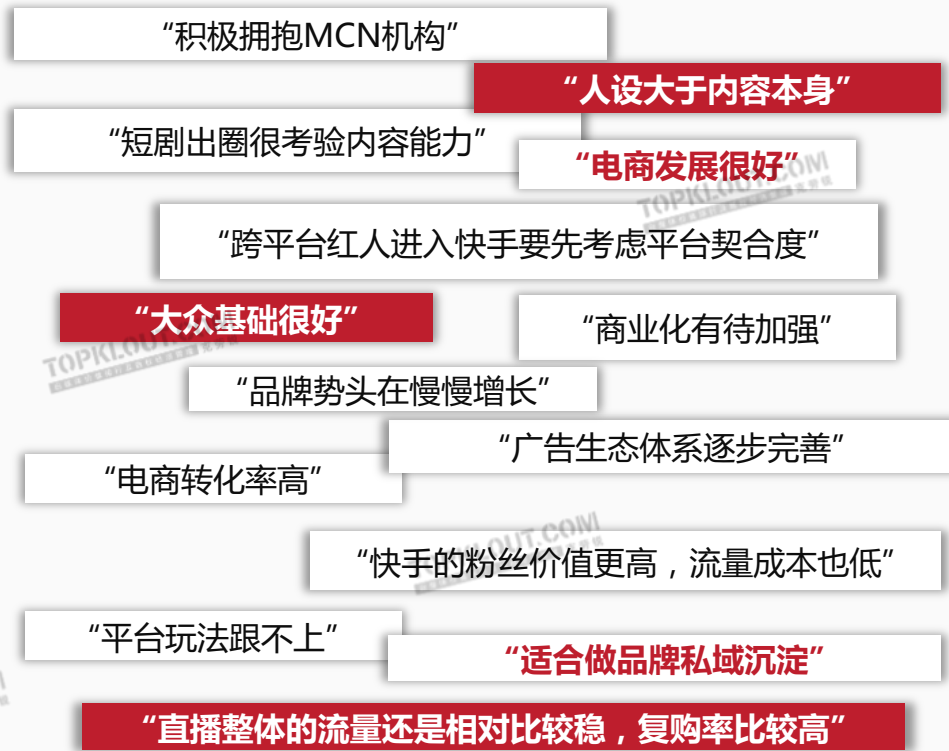 “积极拥抱MCN机构”
“人设大于内容本身”
“短剧出圈很考验内容能力”
“电商发展很好”
TOPKLOUT.COM
“跨平台红人进入快手要先考虑平台契合度”
“大众基础很好”
“商业化有待加强”
TOPKLOUT.COM
“品牌势头在慢慢增长”
“广告生态体系逐步完善”
“电商转化率高”
“快手的粉丝价值更高，流量成本也低”
“平台玩法跟不上”
“适合做品牌私域沉淀”
“直播整体的流量还是相对比较稳，复购率比较高”